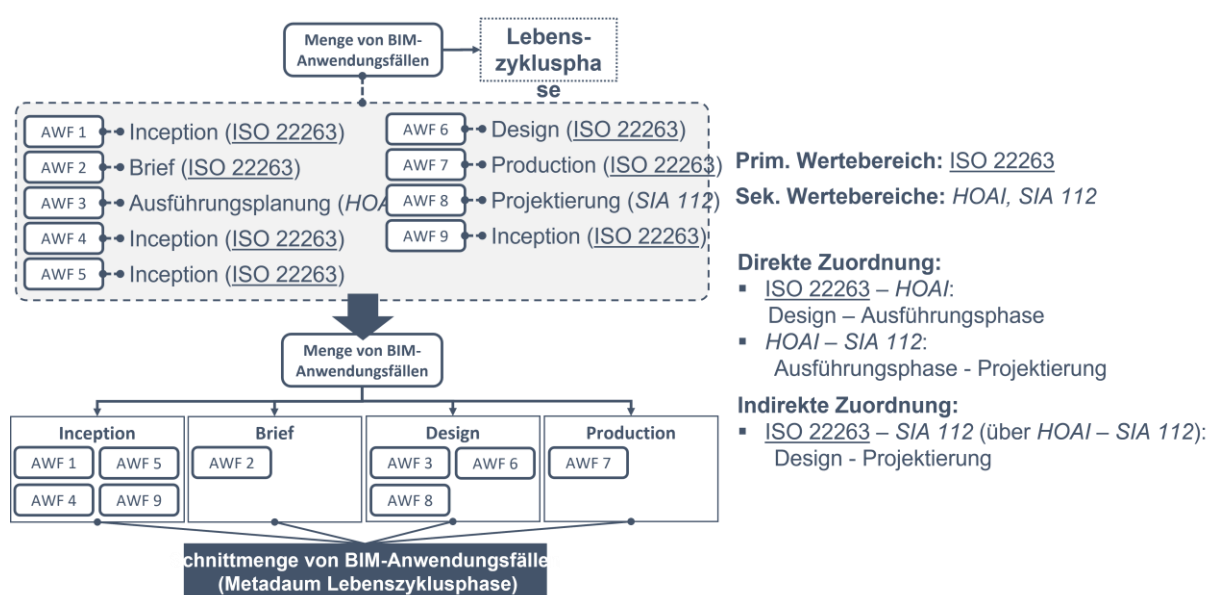 Menge von BIM-
Anwendungsfällen
Lebens-
zykluspha
se
AWF 1 Inception (ISO 22263)
AWF 2 Brief (ISO 22263)
AWF 3 Ausführungsplanung (HOA
AWF 4 Inception (ISO 22263)
AWF 5 Inception (ISO 22263)
AWF 6 Design (ISO 22263)
AWF 7 Production (ISO 22263)
AWF 8 Projektierung (SIA 112)
AWF 9 Inception (ISO 22263)
Prim. Wertebereich: ISO 22263
Sek. Wertebereiche: HOAI, SIA 112
Direkte Zuordnung:
▪ ISO 22263 – HOAI:
Design – Ausführungsphase
▪ HOAI – SIA 112:
Ausführungsphase - Projektierung
Indirekte Zuordnung:
▪ ISO 22263 – SIA 112 (über HOAI – SIA 112):
Design - Projektierung
Menge von BIM-
Anwendungsfällen
Inception
AWF 1 AWF 5
AWF 4 AWF 9
Brief
AWF 2
Design
AWF 3 AWF 6
AWF 8
Production
AWF 7
chnittmenge von BIM-Anwendungsfälle
(Metadaum Lebenszyklusphase)